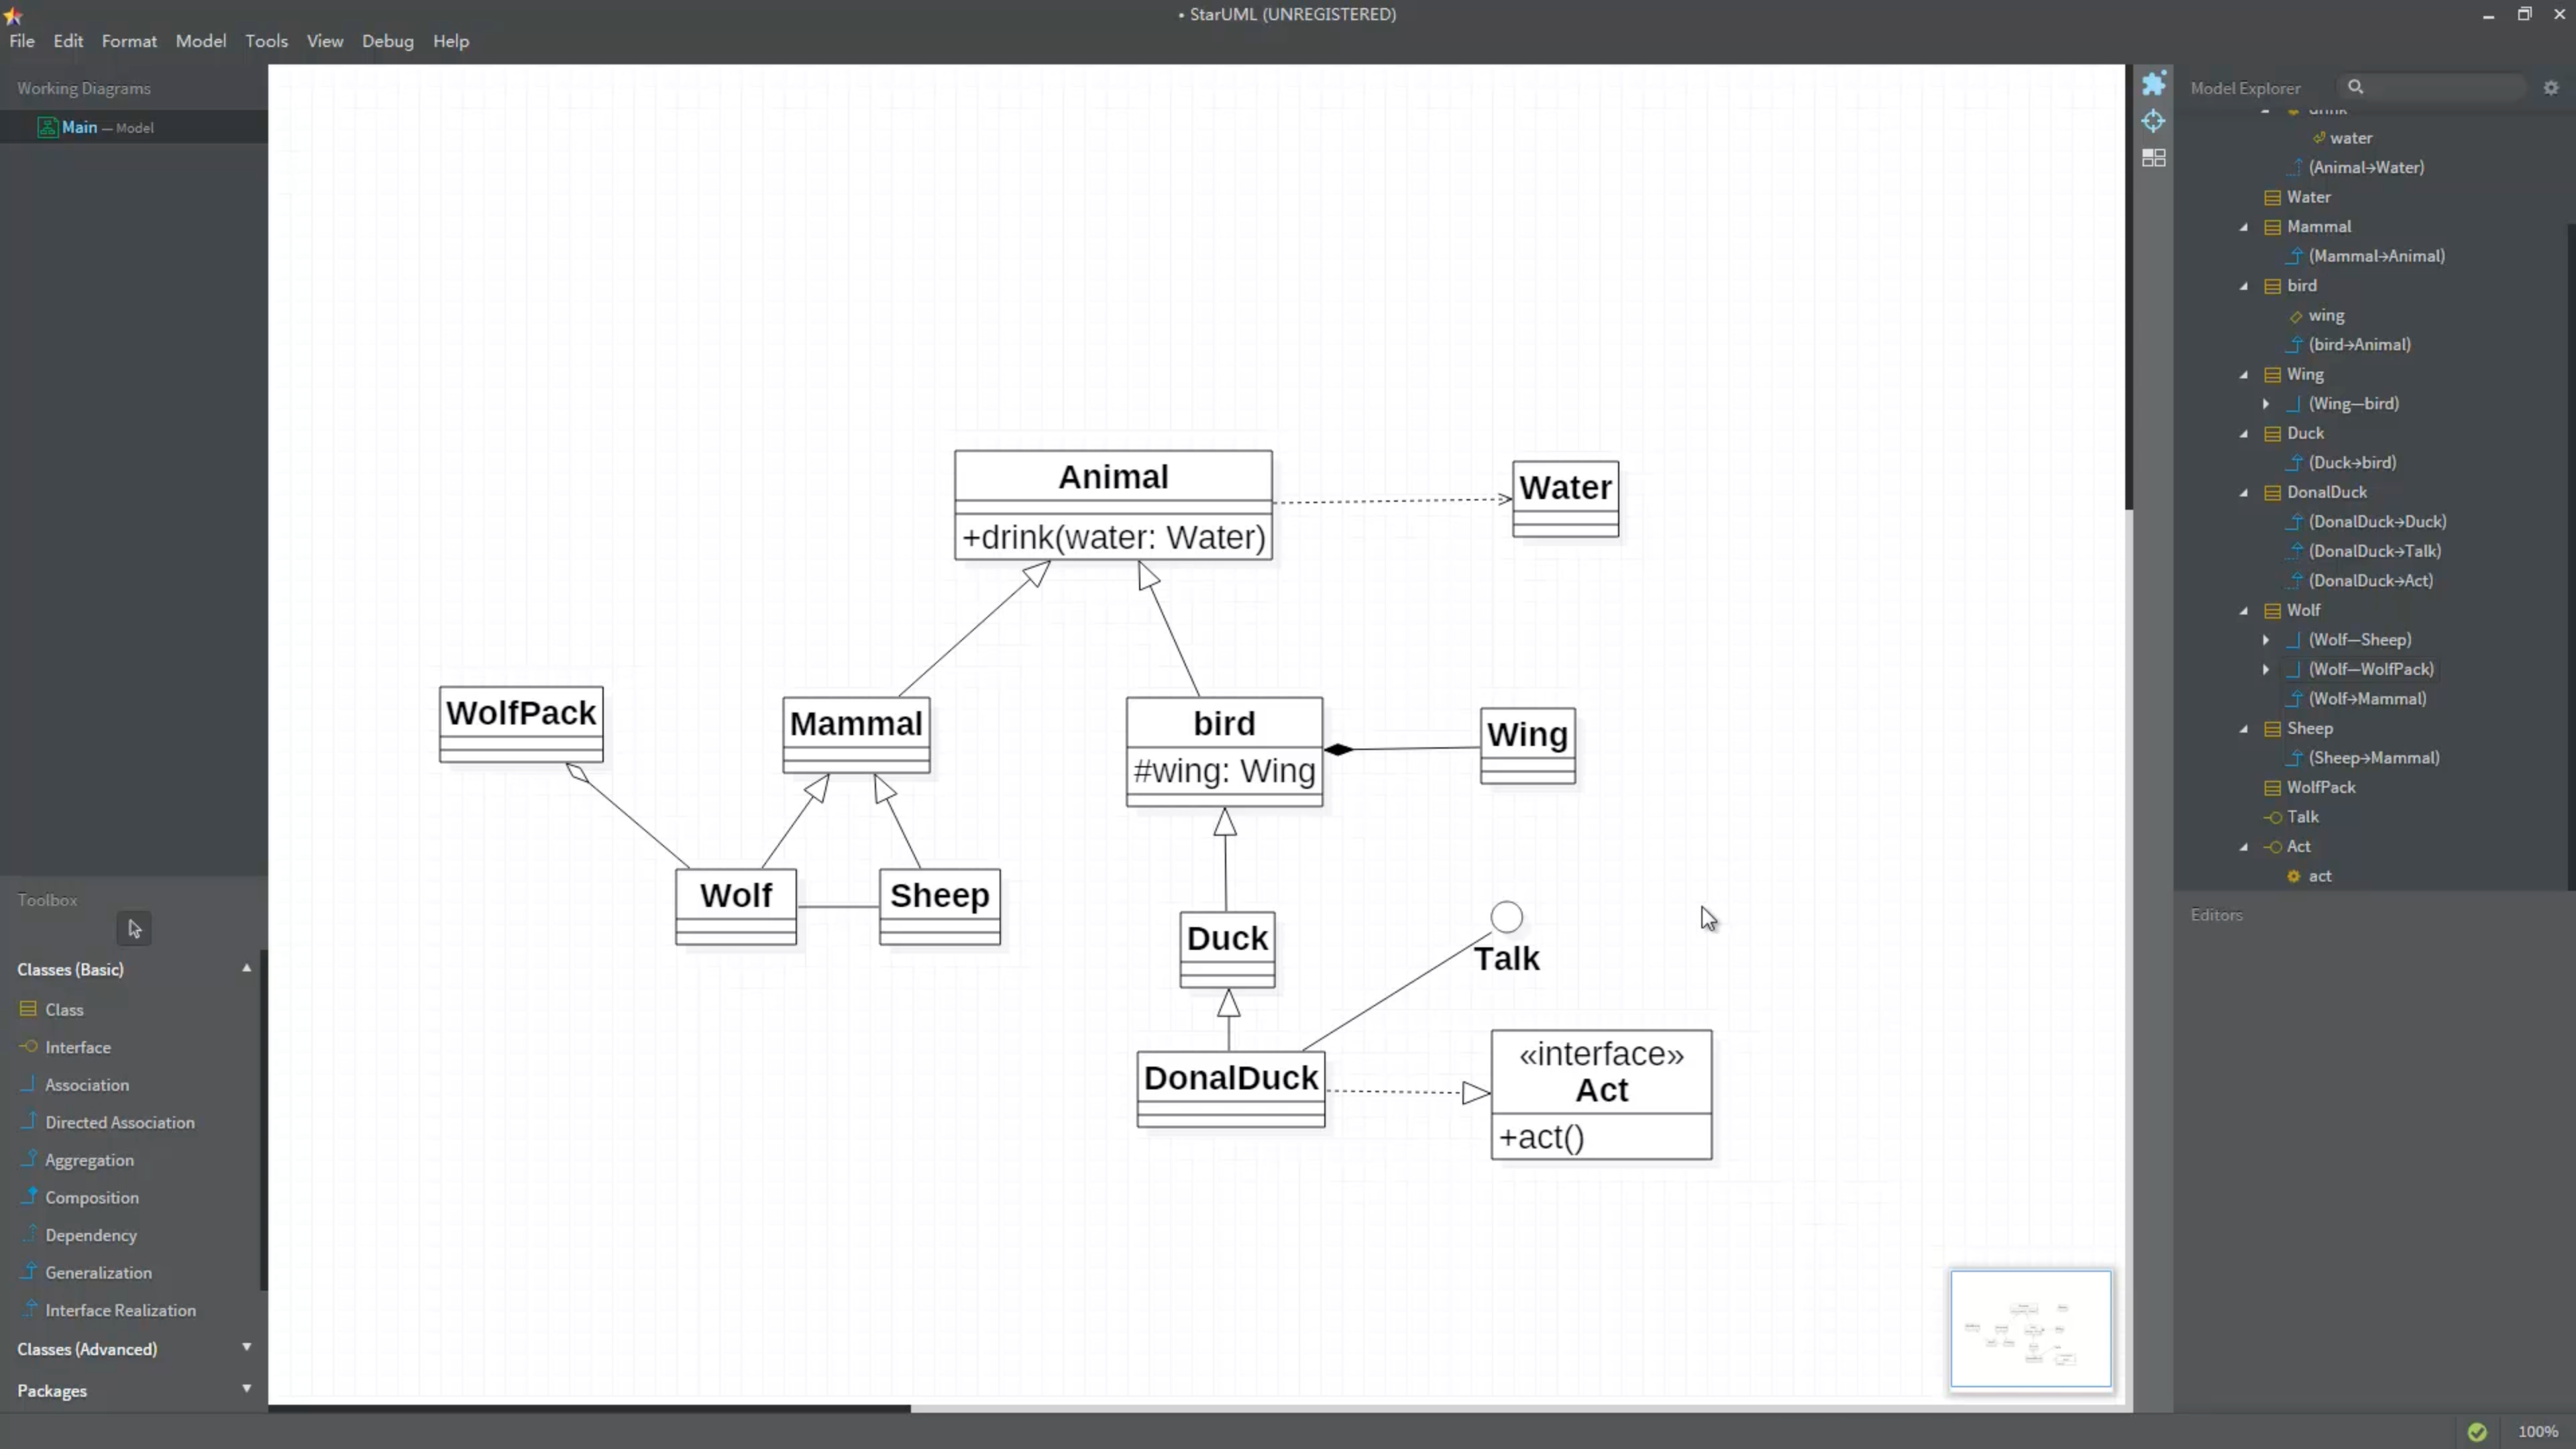 • StarUML (UNREGISTERED)
File Edit Format Model Tools View Debug Help
Working Diagrams
Main — Model
Toolbox
Classes (Basic)
Class
Interface
Association
Directed Association
Aggregation
Composition
Dependency
Generalization
Interface Realization
Classes (Advanced)
Packages
Animal
+drink(water: Water)
Water
WolfPack
Mammal
bird
#wing: Wing
Wing
Wolf
Sheep
Duck
Talk
DonalDuck
«interface»
Act
+act()
Model Explorer
drink
water
(Animal→Water)
Water
Mammal
(Mammal→Animal)
bird
wing
(bird→Animal)
Wing
(Wing—bird)
Duck
(Duck→bird)
DonalDuck
(DonalDuck→Duck)
(DonalDuck→Talk)
(DonalDuck→Act)
Wolf
(Wolf—Sheep)
(Wolf—WolfPack)
(Wolf→Mammal)
Sheep
(Sheep→Mammal)
WolfPack
Talk
Act
act
Editors
100%